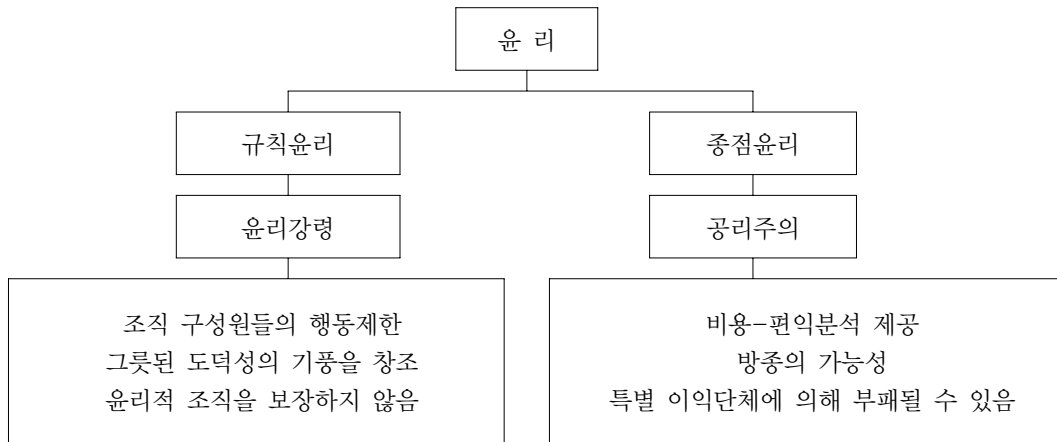 윤 리
규칙윤리
종점윤리
윤리강령
공리주의
조직 구성원들의 행동제한
그릇된 도덕성의 기풍을 창조
윤리적 조직을 보장하지 않음
비용-편익분석 제공
방종의 가능성
특별 이익단체에 의해 부패될 수 있음